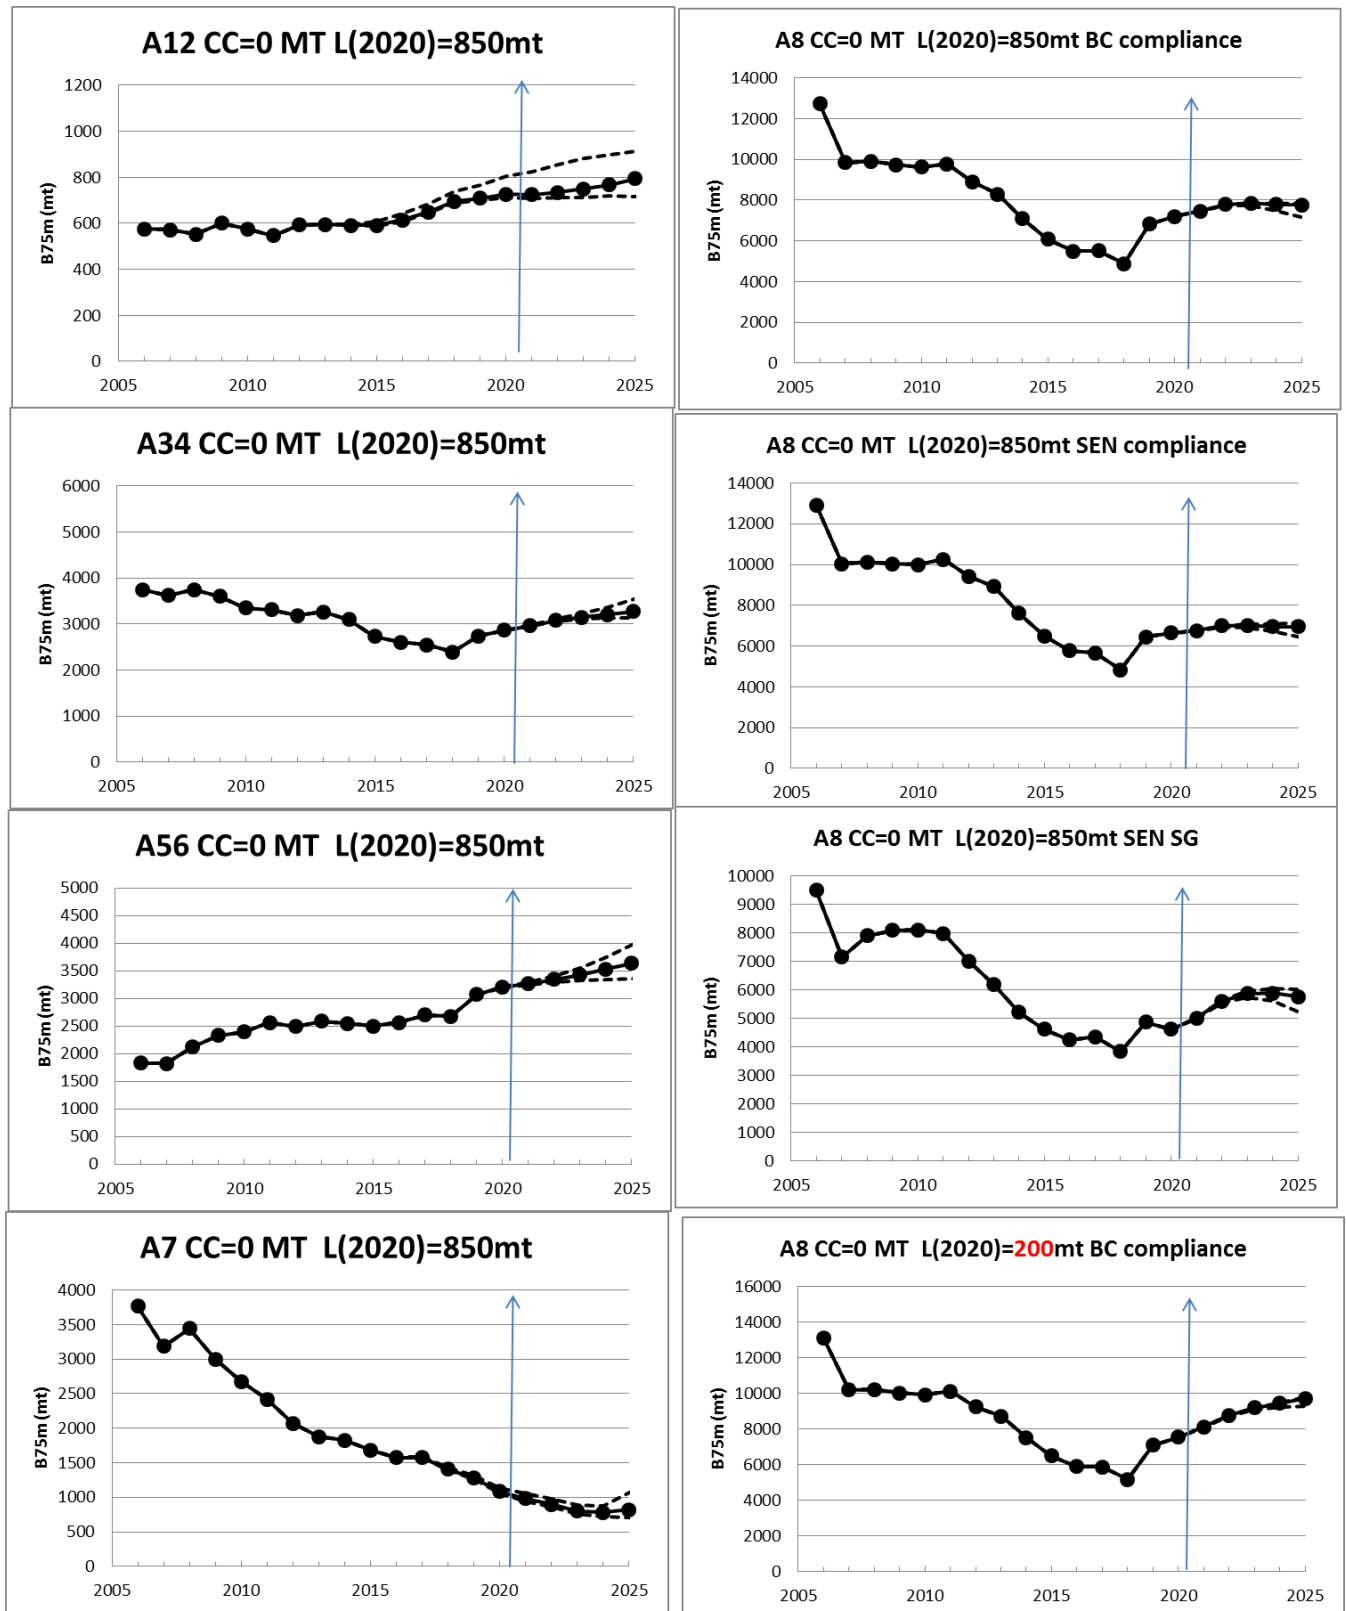 A12 CC=0 MT L(2020)=850mt
1200
1000
800
600
400
200
0
B75m (mt)
2005 2010 2015 2020 2025
A8 CC=0 MT L(2020)=850mt BC compliance
14000
12000
10000
8000
6000
4000
2000
0
B75m (mt)
2005 2010 2015 2020 2025
A34 CC=0 MT L(2020)=850mt
6000
5000
4000
3000
2000
1000
0
B75m (mt)
2005 2010 2015 2020 2025
A8 CC=0 MT L(2020)=850mt SEN compliance
14000
12000
10000
8000
6000
4000
2000
0
B75m (mt)
2005 2010 2015 2020 2025
A56 CC=0 MT L(2020)=850mt
5000
4500
4000
3500
3000
2500
2000
1500
1000
500
0
B75m (mt)
2005 2010 2015 2020 2025
A8 CC=0 MT L(2020)=850mt SEN SG
10000
9000
8000
7000
6000
5000
4000
3000
2000
1000
0
B75m (mt)
2005 2010 2015 2020 2025
A7 CC=0 MT L(2020)=850mt
4000
3500
3000
2500
2000
1500
1000
500
0
B75m (mt)
2005 2010 2015 2020 2025
A8 CC=0 MT L(2020)=200mt BC compliance
16000
14000
12000
10000
8000
6000
4000
2000
0
B75m (mt)
2005 2010 2015 2020 2025